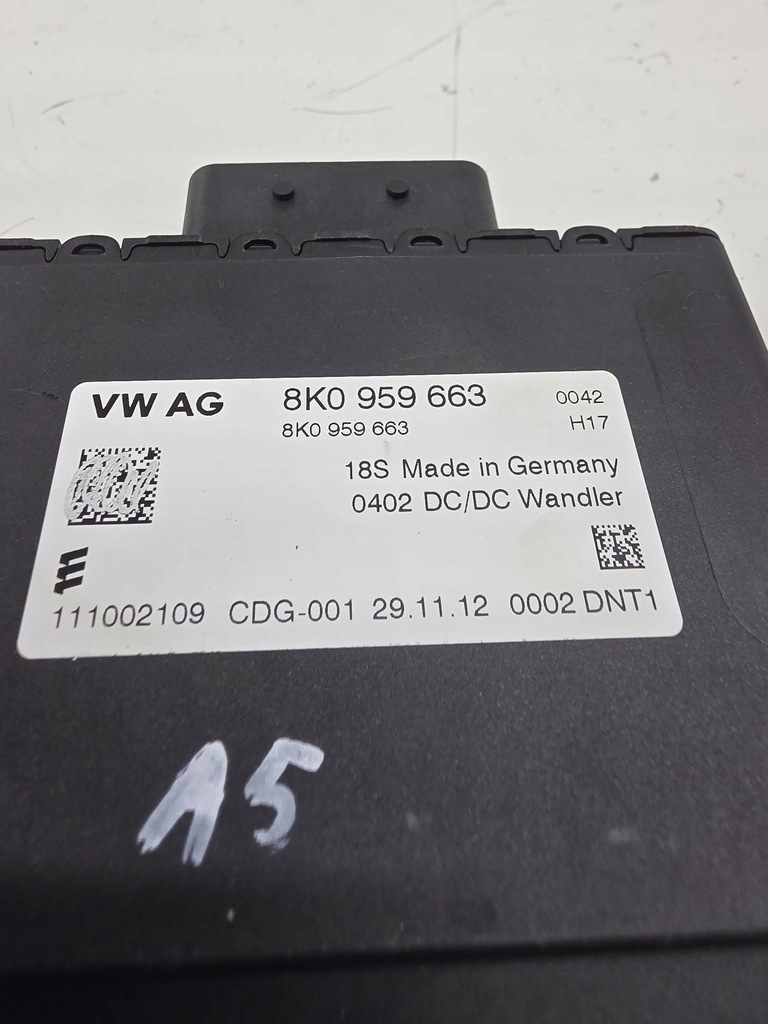 VW AG 8K0 959 663 0042
8K0 959 663 H17
18S Made in Germany
0402 DC/DC Wandler
111002109 CDG-001 29.11.12 0002 DNT1
A5